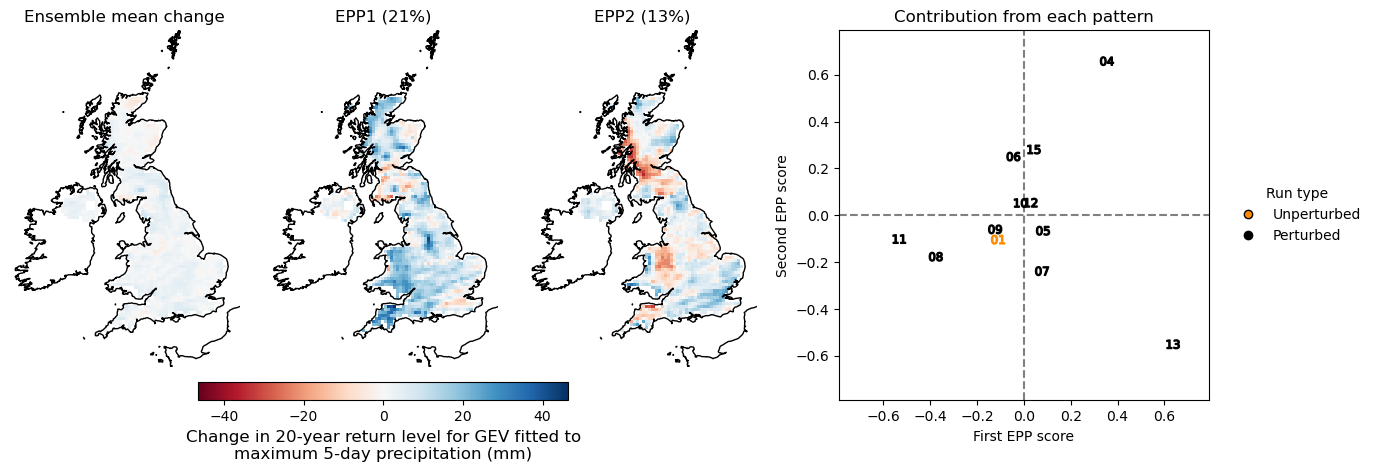 Ensemble mean change
EPP1 (21%)
EPP2 (13%)
Contribution from each pattern
0.6
0.4
0.2
0.0
−0.2
−0.4
−0.6
Second EPP score
04
15
06
10
12
09
01
05
11
08
07
13
−0.6
−0.4
−0.2
0.0
0.2
0.4
0.6
First EPP score
Run type
Unperturbed
Perturbed
−40
−20
0
20
40
Change in 20-year return level for GEV fitted to
maximum 5-day precipitation (mm)